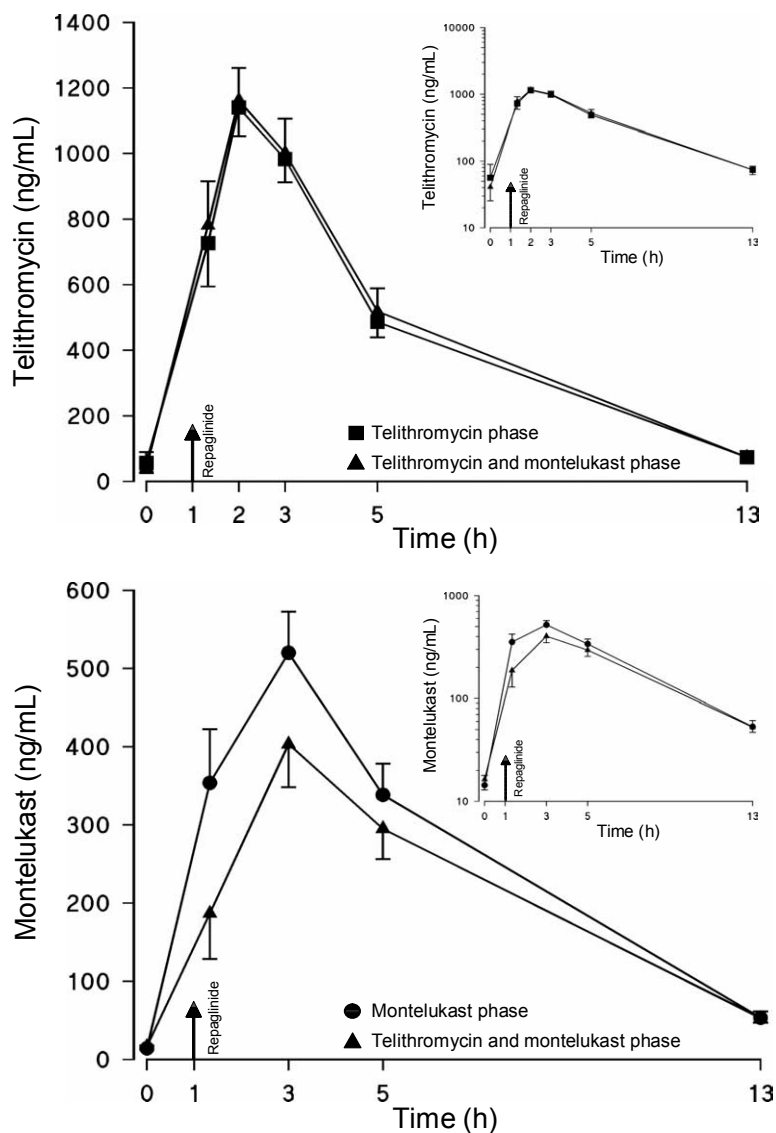 1400
1200
1000
800
600
400
200
0
Telithromycin (ng/mL)
Repaglinide
Telithromycin phase
Telithromycin and montelukast phase
0 1 2 3 5 13
Time (h)
10000
1000
100
10
Telithromycin (ng/mL)
Repaglinide
0 1 2 3 5 13
Time (h)
600
500
400
300
200
100
0
Montelukast (ng/mL)
Repaglinide
Montelukast phase
Telithromycin and montelukast phase
0 1 3 5 13
Time (h)
1000
100
10
Montelukast (ng/mL)
Repaglinide
0 1 3 5 13
Time (h)